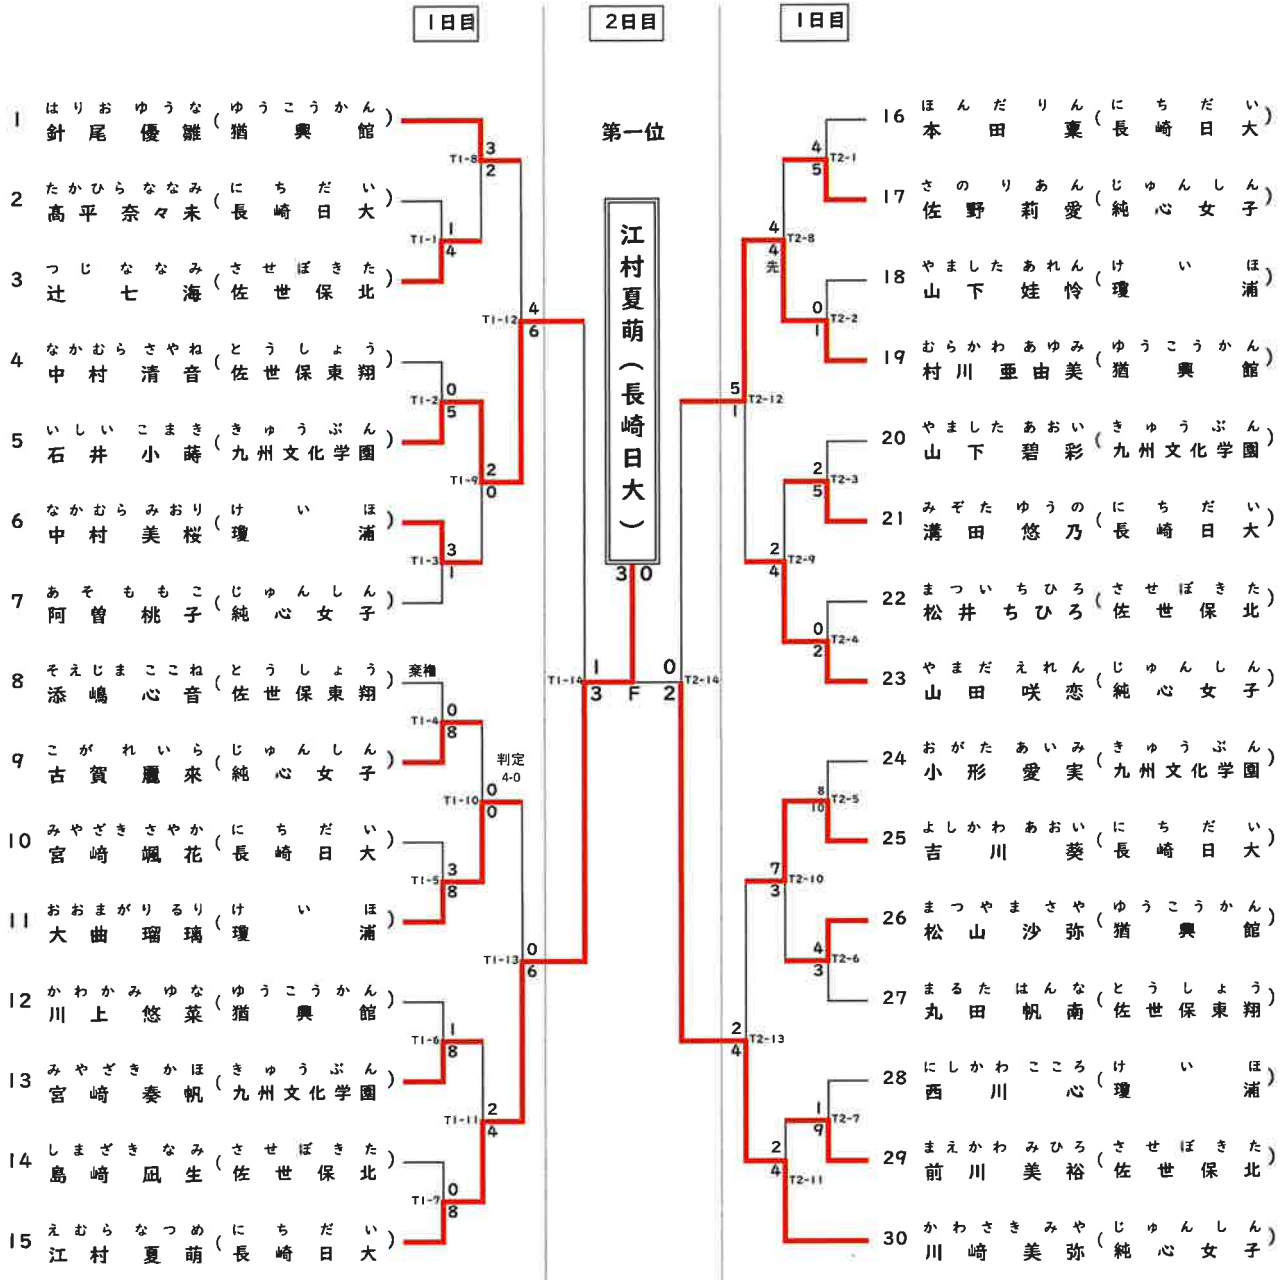 1日目
2日目
1日目
第一位
江村夏萌(長崎日大)
3 0
はりお ゆうな(ゆうこうかん)
1 針尾 優雛(猶興館)
T1-8 3 2
たかひら ななみ(にちだい)
2 髙平 奈々未(長崎日大)
T1-1 1 4
つじ ななみ(させぼきた)
3 辻 七海(佐世保北)
T1-12 4 6
なかむら さやね(とうしょう)
4 中村 清音(佐世保東翔)
T1-2 0 5
いしい こまき(きゅうぶん)
5 石井 小蒔(九州文化学園)
T1-9 2 0
なかむら みおり(けいほ)
6 中村 美桜(瓊浦)
T1-3 3 1
あそ ももこ(じゅんしん)
7 阿曽 桃子(純心女子)
T1-14 1 3
F
0 2 T2-14
そえじま ここね(とうしょう)
8 添嶋 心音(佐世保東翔)
棄権
T1-4 0 8
こが れいら(じゅんしん)
9 古賀 麗來(純心女子)
判定
4-0
T1-10 0 0
みやざき さやか(にちだい)
10 宮﨑 颯花(長崎日大)
T1-5 3 8
おおまがり るり(けいほ)
11 大曲 瑠璃(瓊浦)
T1-13 0 6
かわかみ ゆな(ゆうこうかん)
12 川上 悠菜(猶興館)
T1-6 1 8
みやざき かほ(きゅうぶん)
13 宮﨑 奏帆(九州文化学園)
T1-11 2 4
しまざき なみ(させぼきた)
14 島﨑 凪生(佐世保北)
T1-7 0 8
えむら なつめ(にちだい)
15 江村 夏萌(長崎日大)
ほんだ りん(にちだい)
16 本田 稟(長崎日大)
4 5 T2-1
さの りあん(じゅんしん)
17 佐野 莉愛(純心女子)
4 4 先 T2-8
やました あれん(けいほ)
18 山下 娃怜(瓊浦)
0 1 T2-2
むらかわ あゆみ(ゆうこうかん)
19 村川 亜由美(猶興館)
5 1 T2-12
やました あおい(きゅうぶん)
20 山下 碧彩(九州文化学園)
2 5 T2-3
みぞた ゆうの(にちだい)
21 溝田 悠乃(長崎日大)
2 4 T2-9
まつい ちひろ(させぼきた)
22 松井 ちひろ(佐世保北)
0 2 T2-4
やまだ えれん(じゅんしん)
23 山田 咲恋(純心女子)
おがた あいみ(きゅうぶん)
24 小形 愛実(九州文化学園)
8 10 T2-5
よしかわ あおい(にちだい)
25 吉川 葵(長崎日大)
7 3 T2-10
まつやま さや(ゆうこうかん)
26 松山 沙弥(猶興館)
4 3 T2-6
まるた はんな(とうしょう)
27 丸田 帆南(佐世保東翔)
2 4 T2-13
にしかわ こころ(けいほ)
28 西川 心(瓊浦)
1 9 T2-7
まえかわ みひろ(させぼきた)
29 前川 美裕(佐世保北)
2 4 T2-11
かわさき みや(じゅんしん)
30 川﨑 美弥(純心女子)